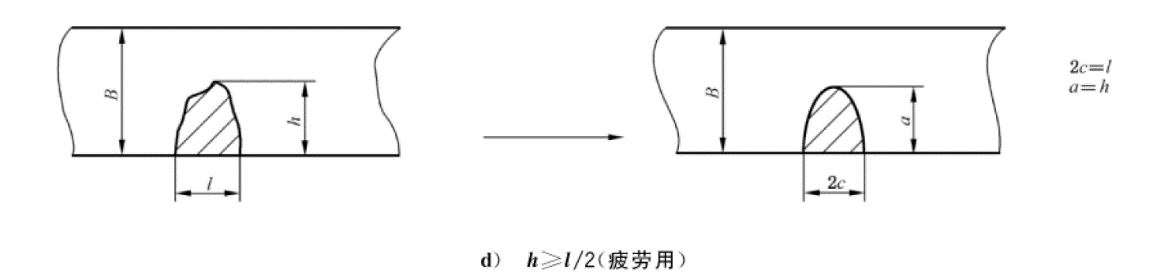 B
h
l
B
a
2c
2c=l
a=h
d) h≥l/2(疲劳用)